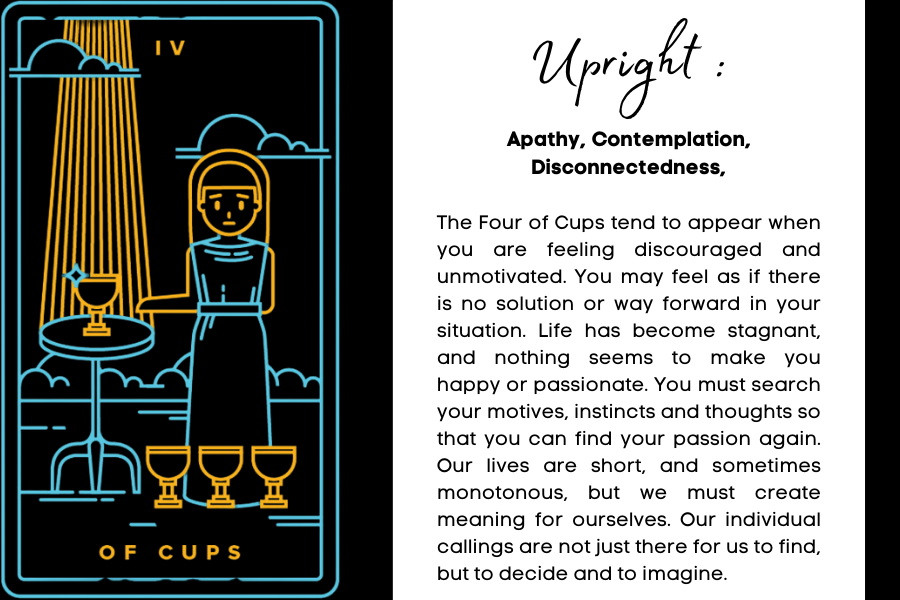 IV
OF CUPS
Upright :
Apathy, Contemplation,
Disconnectedness,
The Four of Cups tend to appear when
you are feeling discouraged and
unmotivated. You may feel as if there
is no solution or way forward in your
situation. Life has become stagnant,
and nothing seems to make you
happy or passionate. You must search
your motives, instincts and thoughts so
that you can find your passion again.
Our lives are short, and sometimes
monotonous, but we must create
meaning for ourselves. Our individual
callings are not just there for us to find,
but to decide and to imagine.